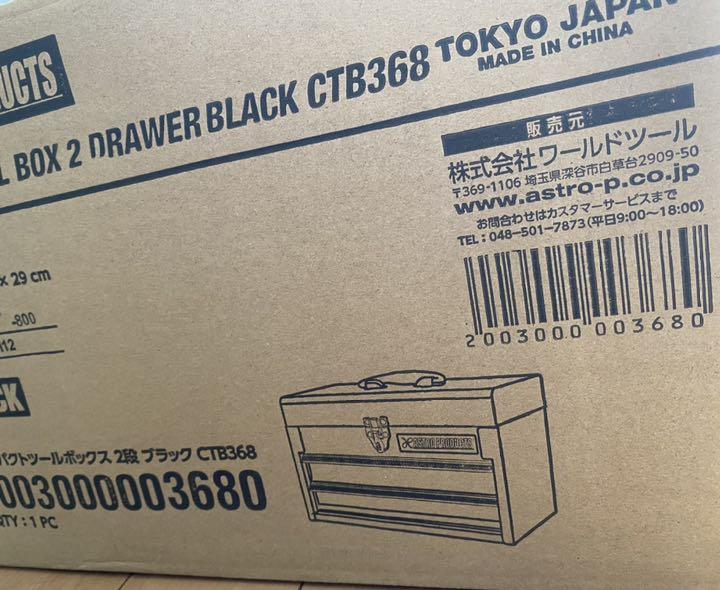 UCTS
L BOX 2 DRAWER BLACK CTB368 TOKYO JAPAN
MADE IN CHINA
販売元
株式会社ワールドツール
〒369-1106 埼玉県深谷市白草台2909-50
www.astro-p.co.jp
お問合わせはカスタマーサービスまで
TEL：048-501-7873(平日9:00～18:00)
2 003000 003680
× 29 cm
-800
12
CK
パクトツールボックス 2段 ブラック CTB368
003000003680
QTY : 1 PC
ASTRO PRODUCTS